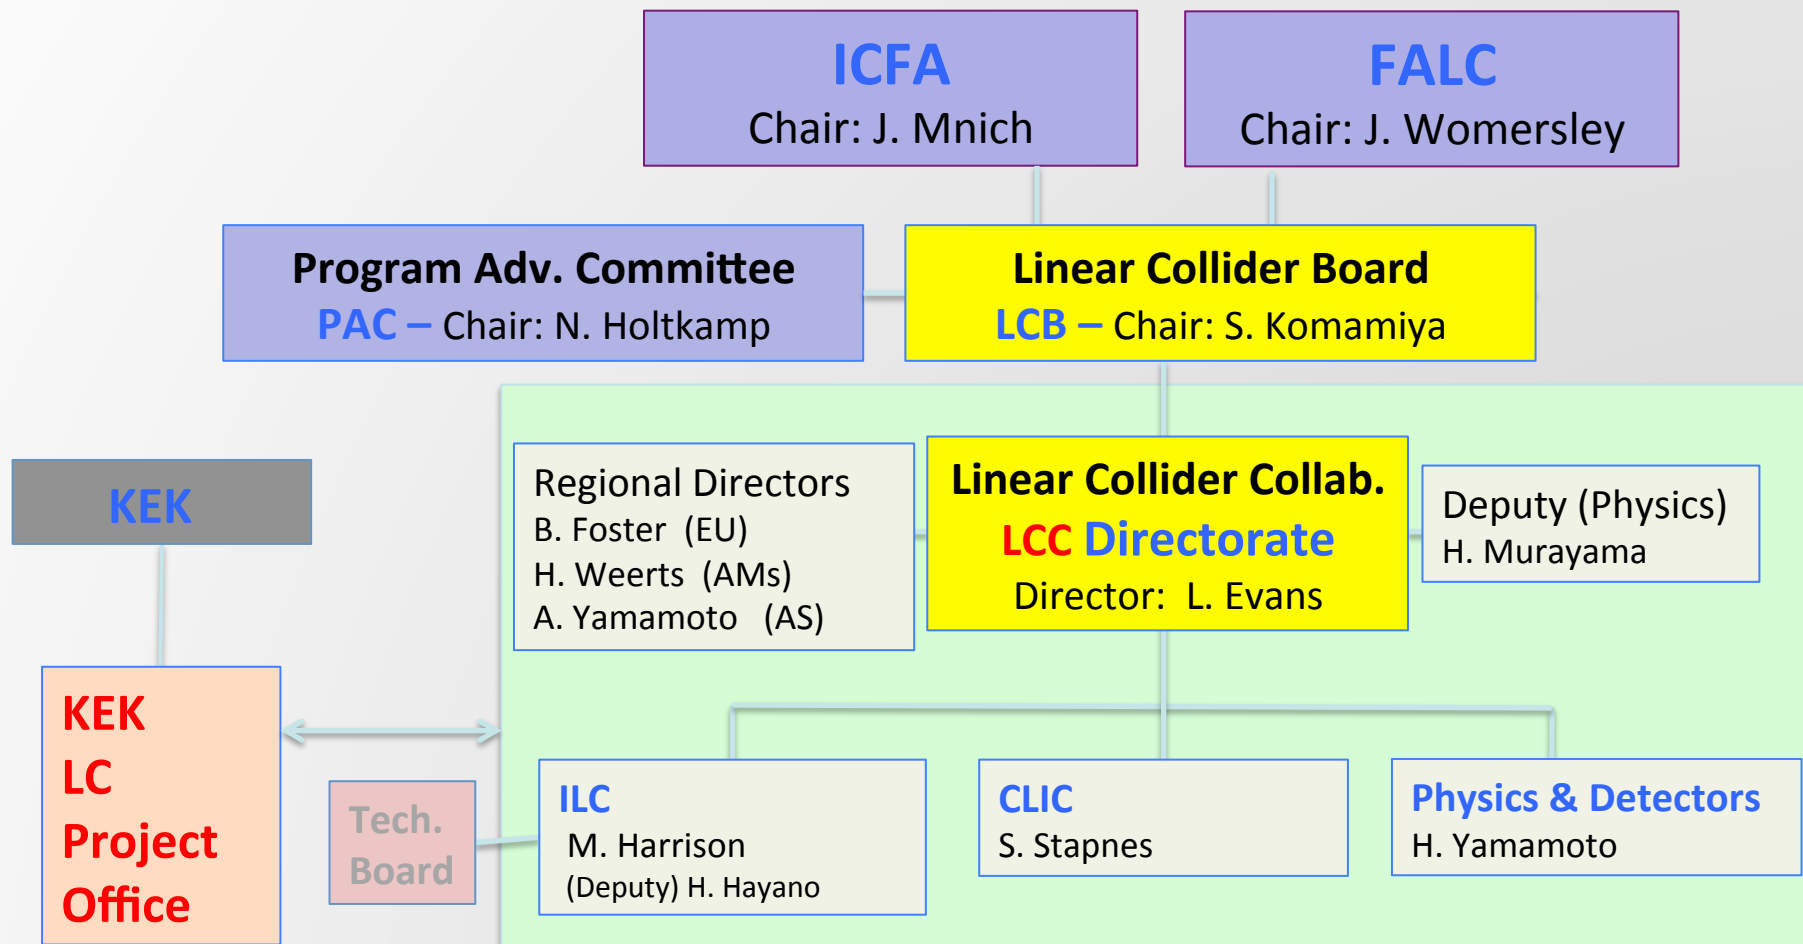 ICFA
Chair: J. Mnich
FALC
Chair: J. Womersley
Program Adv. Committee
PAC – Chair: N. Holtkamp
Linear Collider Board
LCB – Chair: S. Komamiya
KEK
Regional Directors
B. Foster (EU)
H. Weerts (AMs)
A. Yamamoto (AS)
Linear Collider Collab.
LCC Directorate
Director: L. Evans
Deputy (Physics)
H. Murayama
KEK
LC
Project
Office
Tech.
Board
ILC
M. Harrison
(Deputy) H. Hayano
CLIC
S. Stapnes
Physics & Detectors
H. Yamamoto